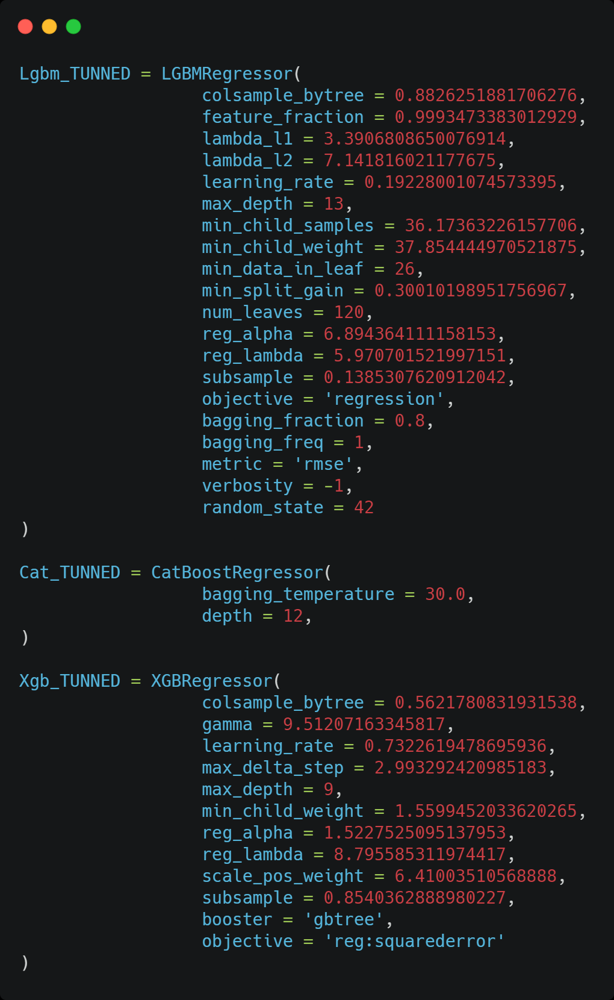 Lgbm_TUNNED = LGBMRegressor(
                  colsample_bytree = 0.8826251881706276,
                  feature_fraction = 0.9993473383012929,
                  lambda_l1 = 3.3906808650076914,
                  lambda_l2 = 7.141816021177675,
                  learning_rate = 0.19228001074573395,
                  max_depth = 13,
                  min_child_samples = 36.17363226157706,
                  min_child_weight = 37.854444970521875,
                  min_data_in_leaf = 26,
                  min_split_gain = 0.30010198951756967,
                  num_leaves = 120,
                  reg_alpha = 6.894364111158153,
                  reg_lambda = 5.970701521997151,
                  subsample = 0.1385307620912042,
                  objective = 'regression',
                  bagging_fraction = 0.8,
                  bagging_freq = 1,
                  metric = 'rmse',
                  verbosity = -1,
                  random_state = 42
)

Cat_TUNNED = CatBoostRegressor(
                  bagging_temperature = 30.0,
                  depth = 12,
)

Xgb_TUNNED = XGBRegressor(
                  colsample_bytree = 0.5621780831931538,
                  gamma = 9.51207163345817,
                  learning_rate = 0.7322619478695936,
                  max_delta_step = 2.993292420985183,
                  max_depth = 9,
                  min_child_weight = 1.5599452033620265,
                  reg_alpha = 1.5227525095137953,
                  reg_lambda = 8.795585311974417,
                  scale_pos_weight = 6.41003510568888,
                  subsample = 0.8540362888980227,
                  booster = 'gbtree',
                  objective = 'reg:squarederror'
)